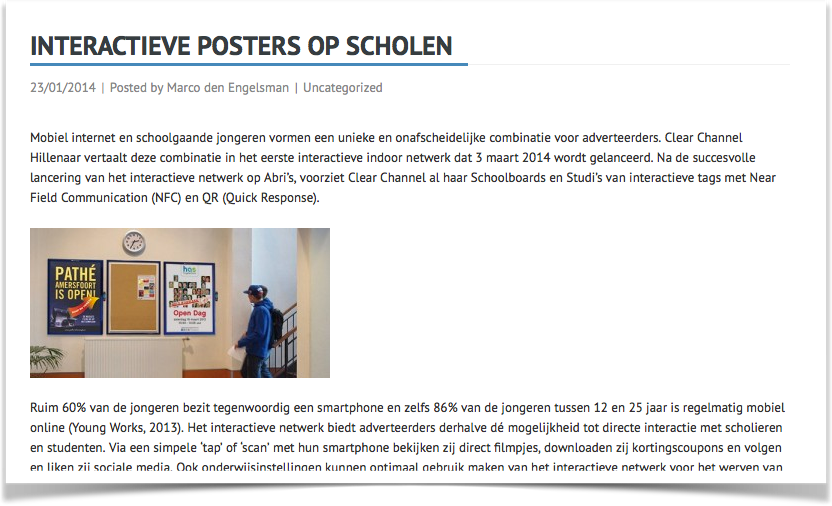 INTERACTIEVE POSTERS OP SCHOLEN
23/01/2014 | Posted by Marco den Engelsman | Uncategorized
Mobiel internet en schoolgaande jongeren vormen een unieke en onafscheidelijke combinatie voor adverteerders. Clear Channel
Hillenaar vertaalt deze combinatie in het eerste interactieve indoor netwerk dat 3 maart 2014 wordt gelanceerd. Na de succesvolle
lancering van het interactieve netwerk op Abri's, voorziet Clear Channel al haar Schoolboards en Studi's van interactieve tags met Near
Field Communication (NFC) en QR (Quick Response).
PATHÉ
AMERSFOORT
IS OPEN!
has
Open Dag
Ruim 60% van de jongeren bezit tegenwoordig een smartphone en zelfs 86% van de jongeren tussen 12 en 25 jaar is regelmatig mobiel
online (Young Works, 2013). Het interactieve netwerk biedt adverteerders derhalve dé mogelijkheid tot directe interactie met scholieren
en studenten. Via een simpele 'tap' of 'scan' met hun smartphone bekijken zij direct filmpjes, downloaden zij kortingscoupons en volgen
en liken zij sociale media. Ook onderwijsinstellingen kunnen optimaal gebruik maken van het interactieve netwerk voor het werven van